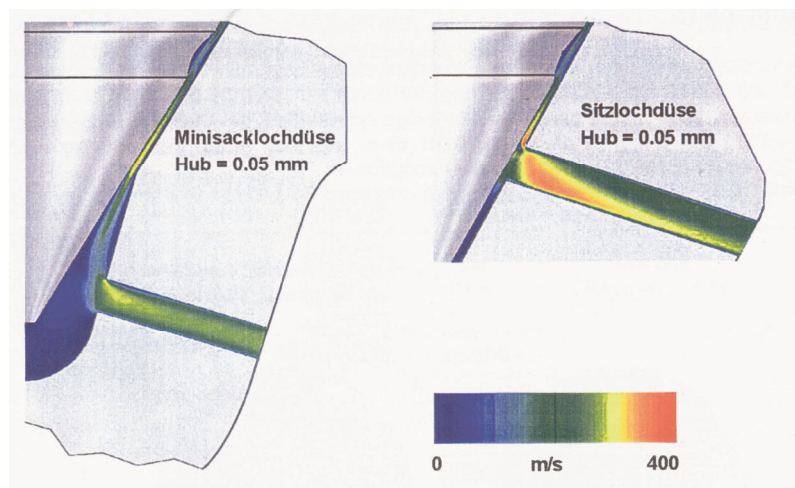 Minisacklochdüse
Hub = 0.05 mm
Sitzlochdüse
Hub = 0.05 mm
0 m/s 400